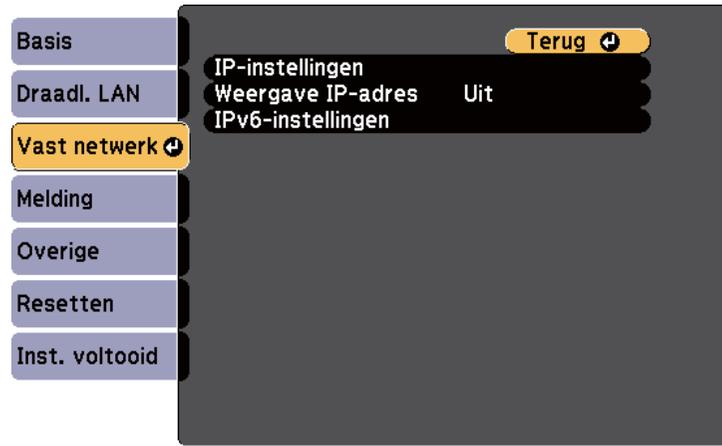 Basis
Draadl. LAN
Vast netwerk
Melding
Overige
Resetten
Inst. voltooid
Terug
IP-instellingen
Weergave IP-adres Uit
IPv6-instellingen